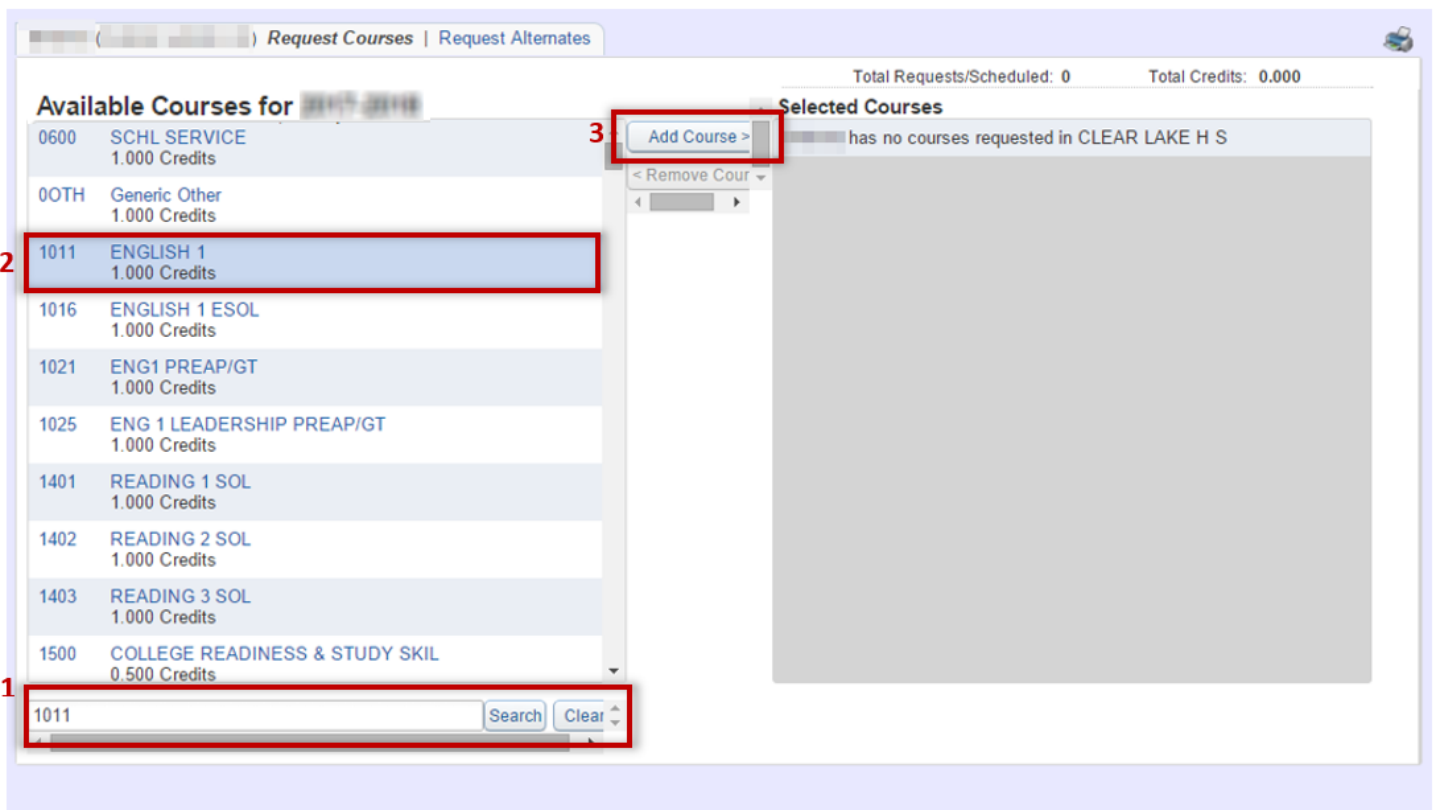 ( ) Request Courses | Request Alternates
Total Requests/Scheduled: 0 Total Credits: 0.000
Available Courses for
Selected Courses
0600 SCHL SERVICE
1.000 Credits
0OTH Generic Other
1.000 Credits
2
1011 ENGLISH 1
1.000 Credits
1016 ENGLISH 1 ESOL
1.000 Credits
1021 ENG1 PREAP/GT
1.000 Credits
1025 ENG 1 LEADERSHIP PREAP/GT
1.000 Credits
1401 READING 1 SOL
1.000 Credits
1402 READING 2 SOL
1.000 Credits
1403 READING 3 SOL
1.000 Credits
1500 COLLEGE READINESS & STUDY SKIL
0.500 Credits
1
1011 Search Clear
3
Add Course >
< Remove Cour
has no courses requested in CLEAR LAKE H S